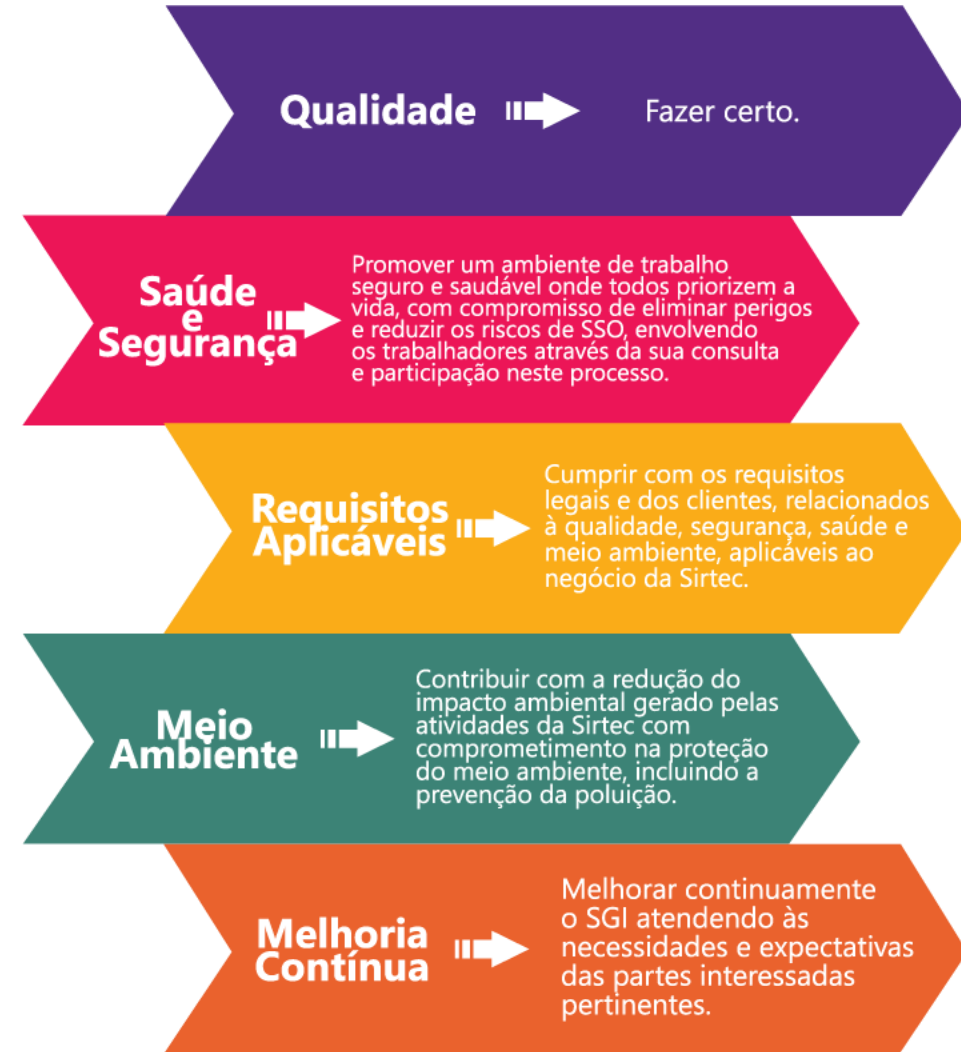 Qualidade
Fazer certo.
Saúde
e
Segurança
Promover um ambiente de trabalho
seguro e saudável onde todos priorizem a
vida, com compromisso de eliminar perigos
e reduzir os riscos de SSO, envolvendo
os trabalhadores através da sua consulta
e participação neste processo.
Requisitos
Aplicáveis
Cumprir com os requisitos
legais e dos clientes, relacionados
à qualidade, segurança, saúde e
meio ambiente, aplicáveis ao
negócio da Sirtec.
Meio
Ambiente
Contribuir com a redução do
impacto ambiental gerado pelas
atividades da Sirtec com
comprometimento na proteção
do meio ambiente, incluindo a
prevenção da poluição.
Melhoria
Contínua
Melhorar continuamente
o SGI atendendo às
necessidades e expectativas
das partes interessadas
pertinentes.